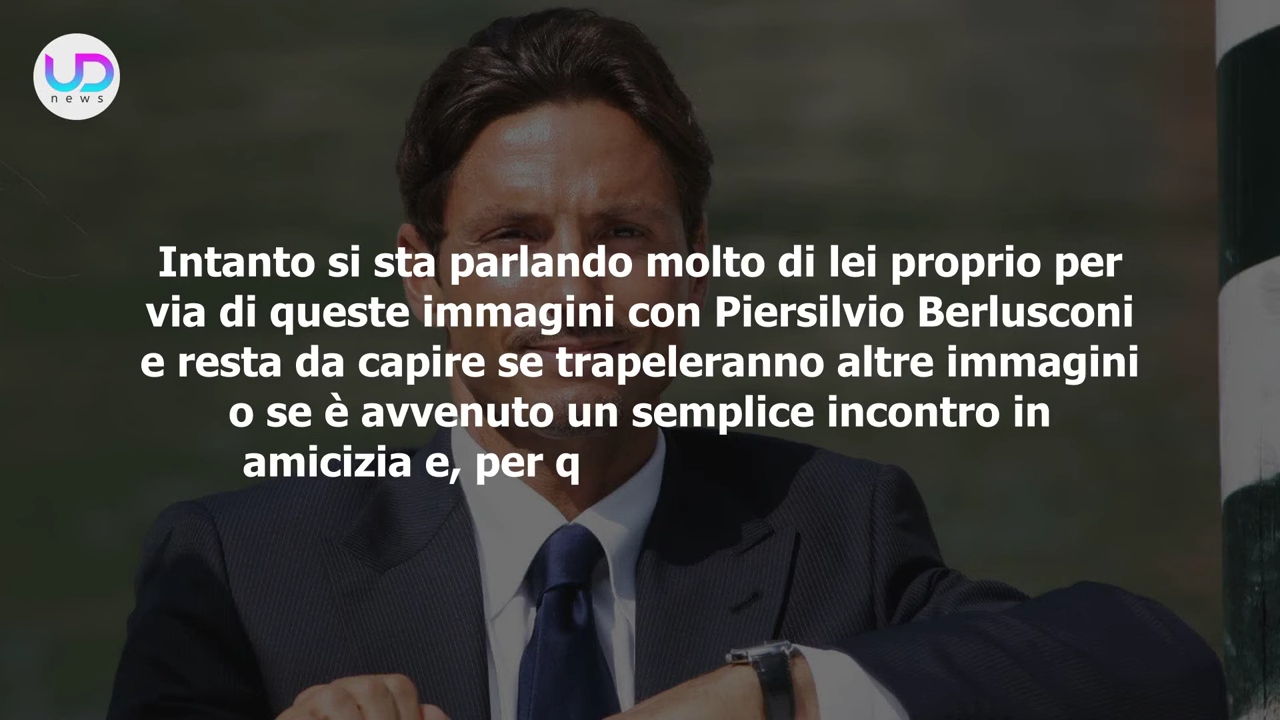 UD
news
Intanto si sta parlando molto di lei proprio per
via di queste immagini con Piersilvio Berlusconi
e resta da capire se trapeleranno altre immagini
o se è avvenuto un semplice incontro in
amicizia e, per q